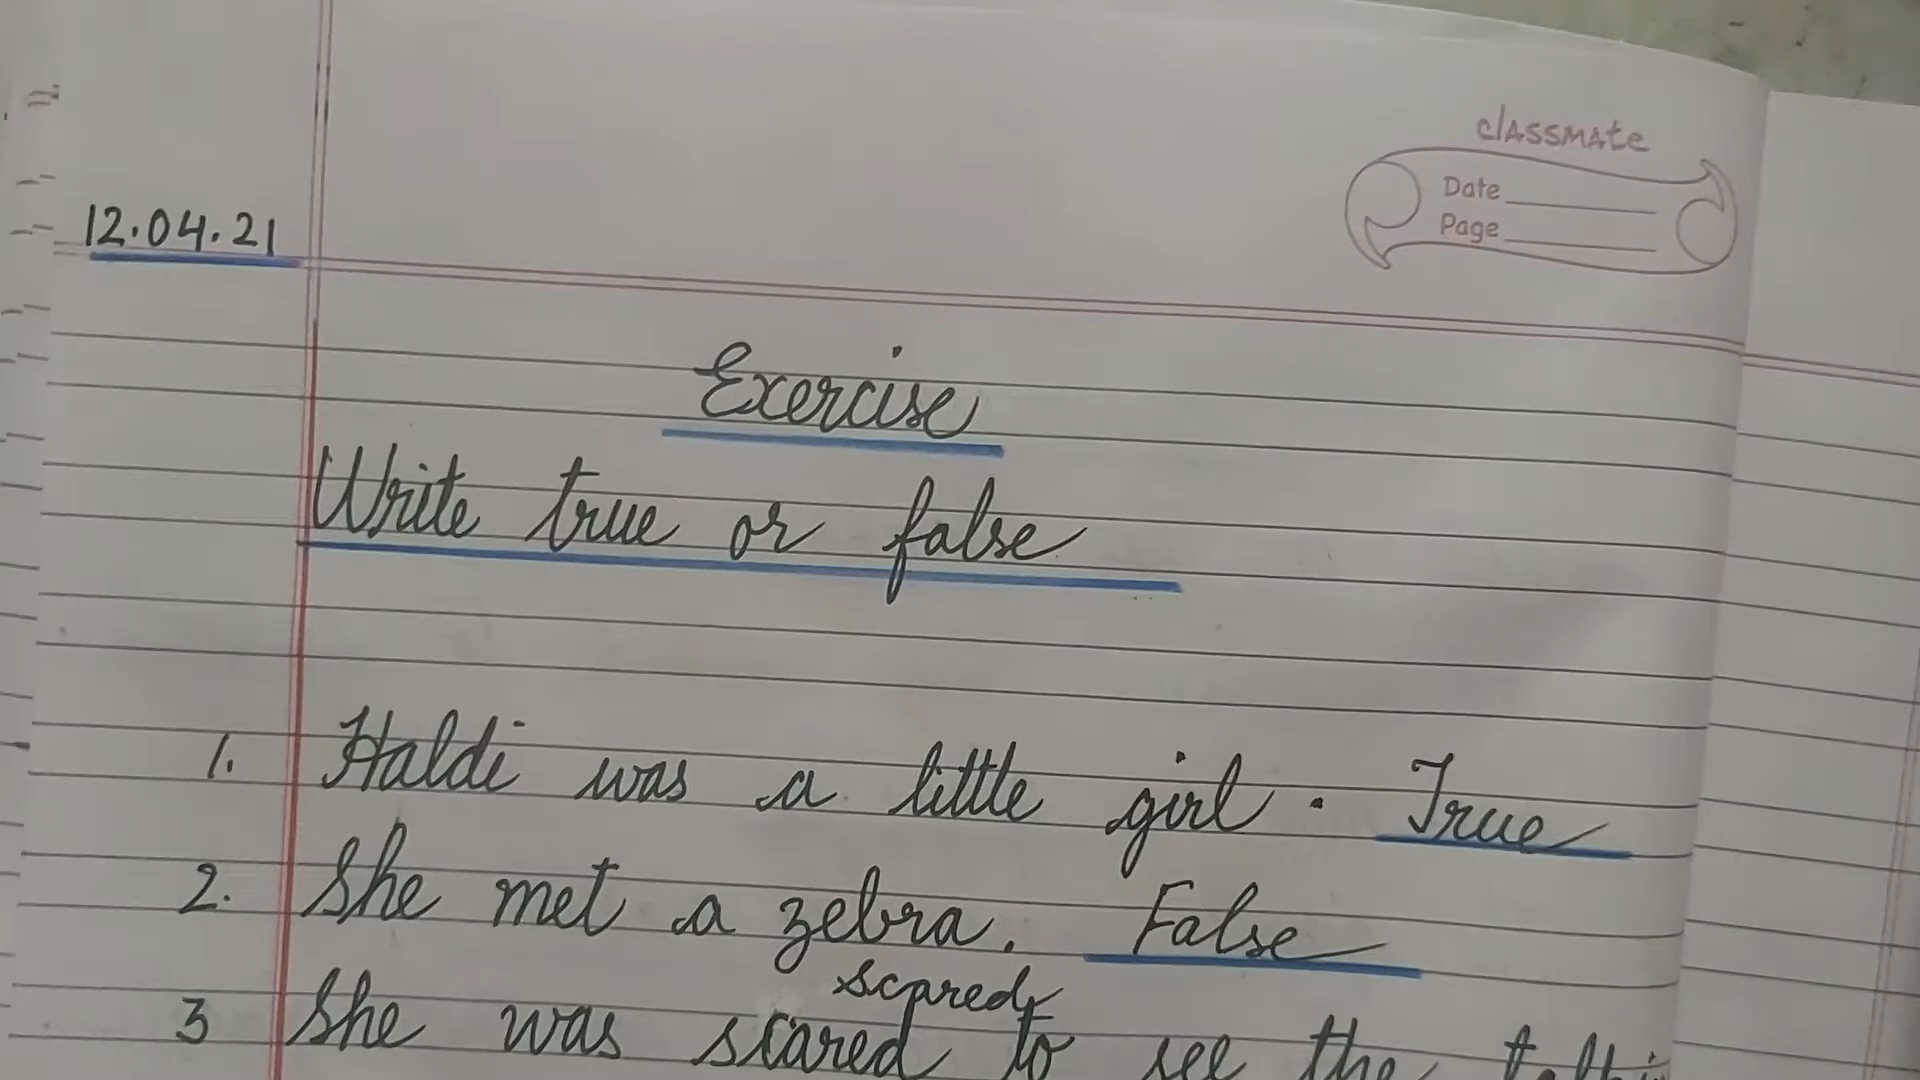 classmate
Date
Page
12.04.21
Exercise
Write true or false
1. Haldi was a little girl. True
2. She met a zebra. False
scared
3 She was scared to see the